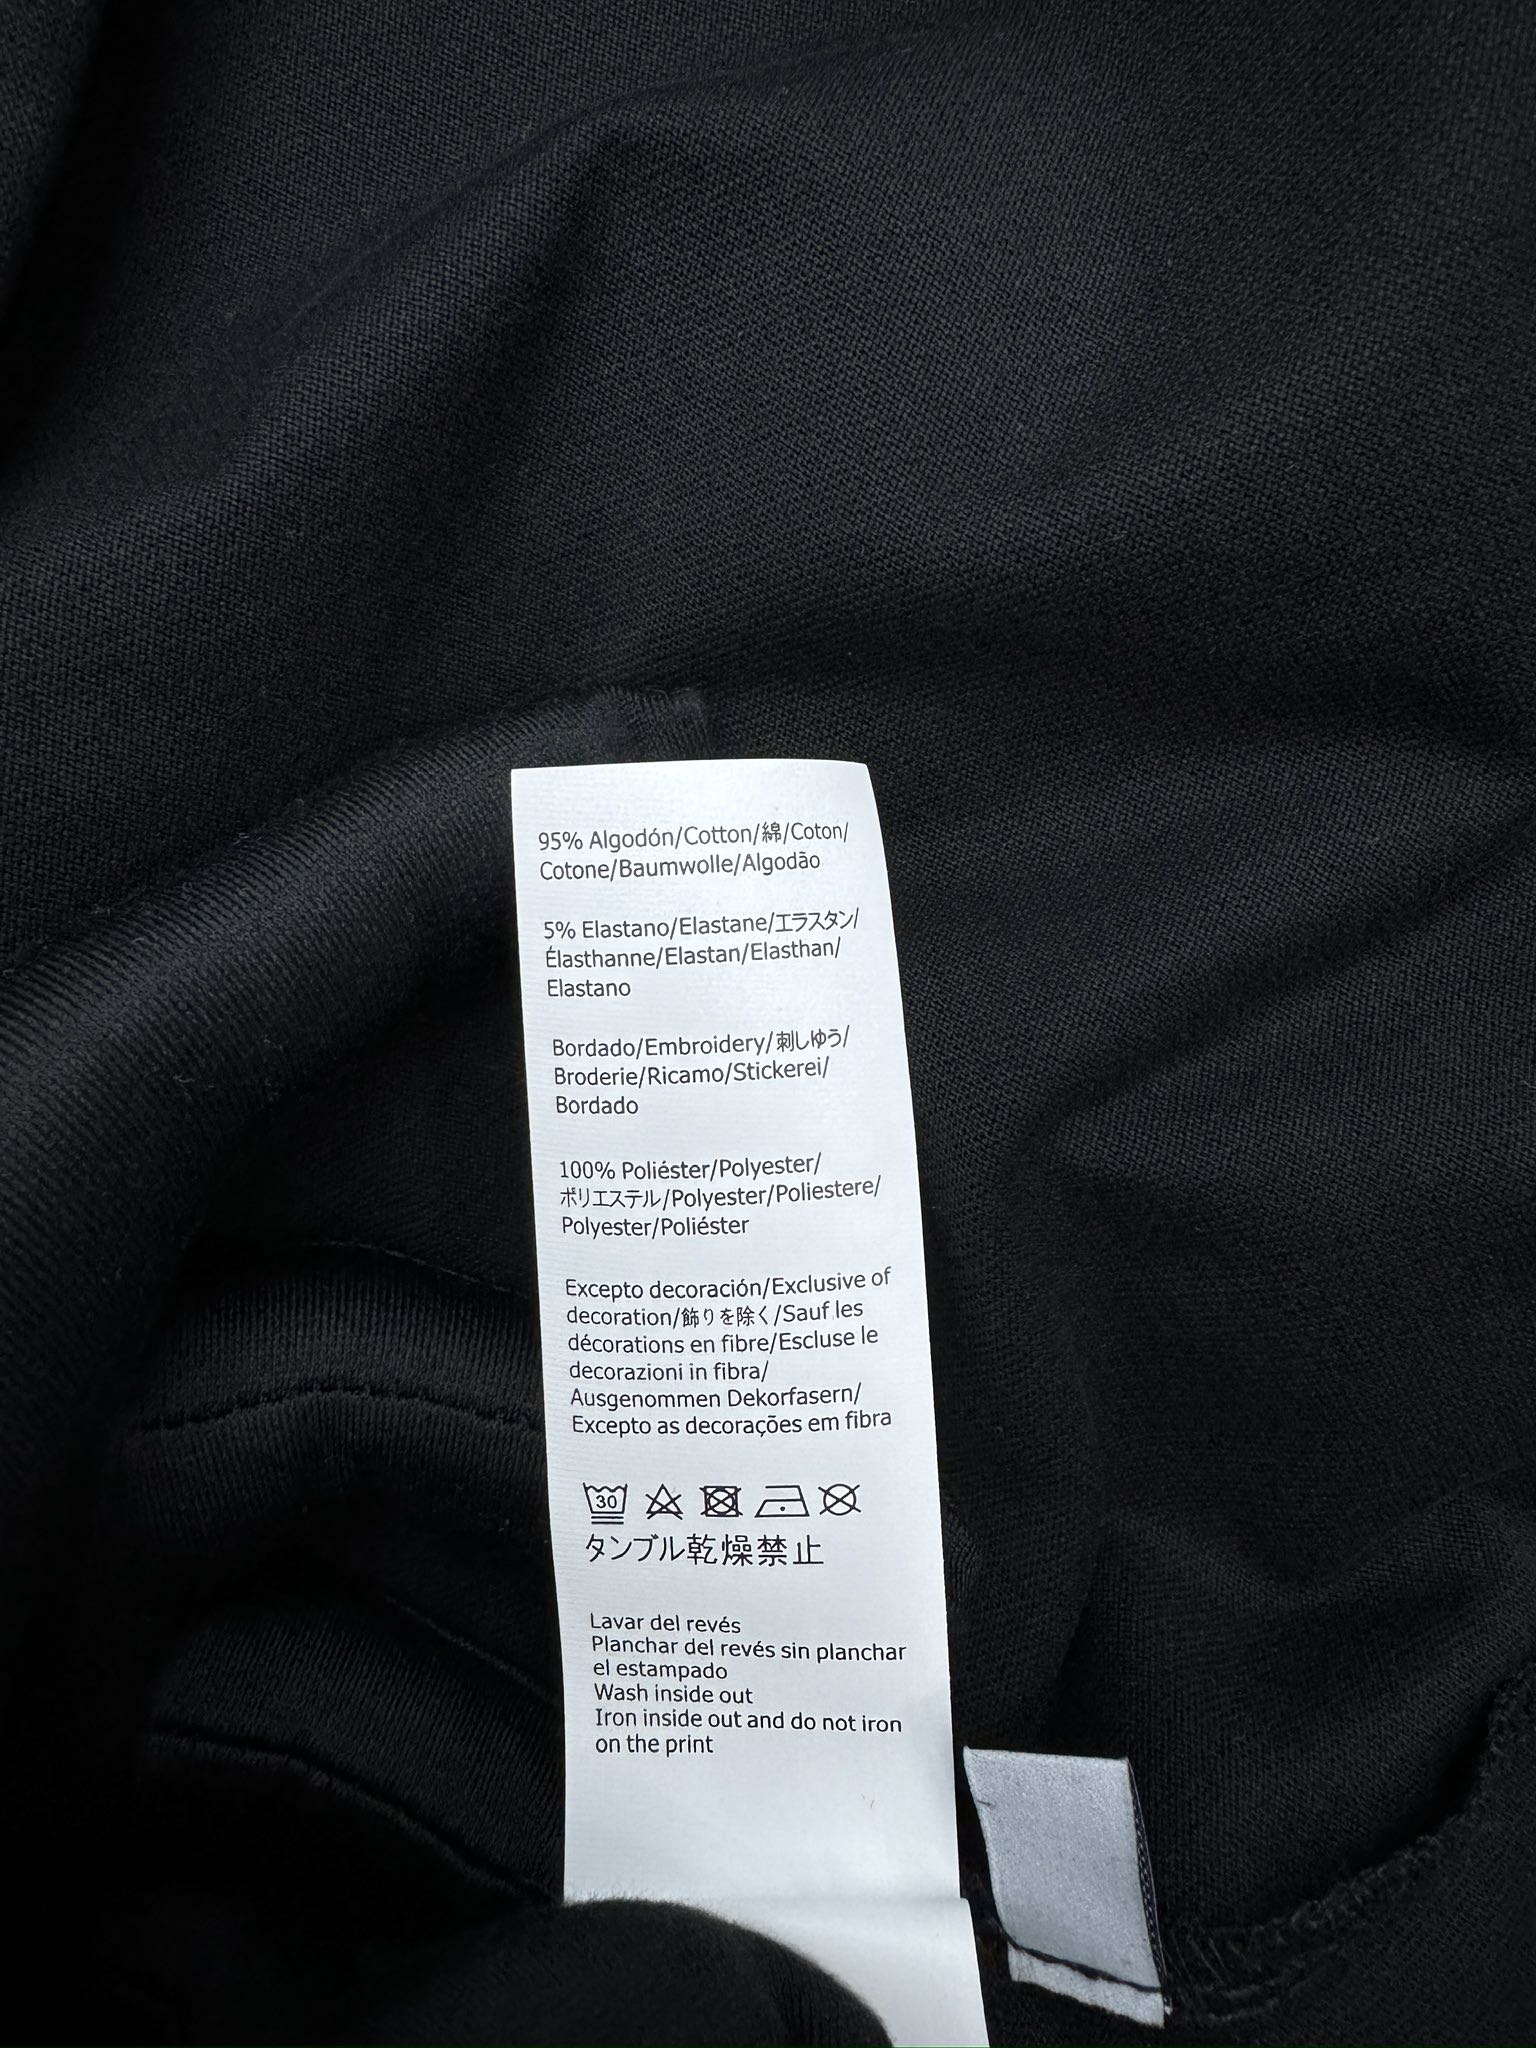 95% Algodón/Cotton/綿/Coton/
Cotone/Baumwolle/Algodão
5% Elastano/Elastane/エラスタン/
Élasthanne/Elastan/Elasthan/
Elastano
Bordado/Embroidery/刺しゆう/
Broderie/Ricamo/Stickerei/
Bordado
100% Poliéster/Polyester/
ポリエステル/Polyester/Poliestere/
Polyester/Poliéster
Excepto decoración/Exclusive of
decoration/飾りを除く/Sauf les
décorations en fibre/Escluse le
decorazioni in fibra/
Ausgenommen Dekorfasern/
Excepto as decorações em fibra
30
タンブル乾燥禁止
Lavar del revés
Planchar del revés sin planchar
el estampado
Wash inside out
Iron inside out and do not iron
on the print